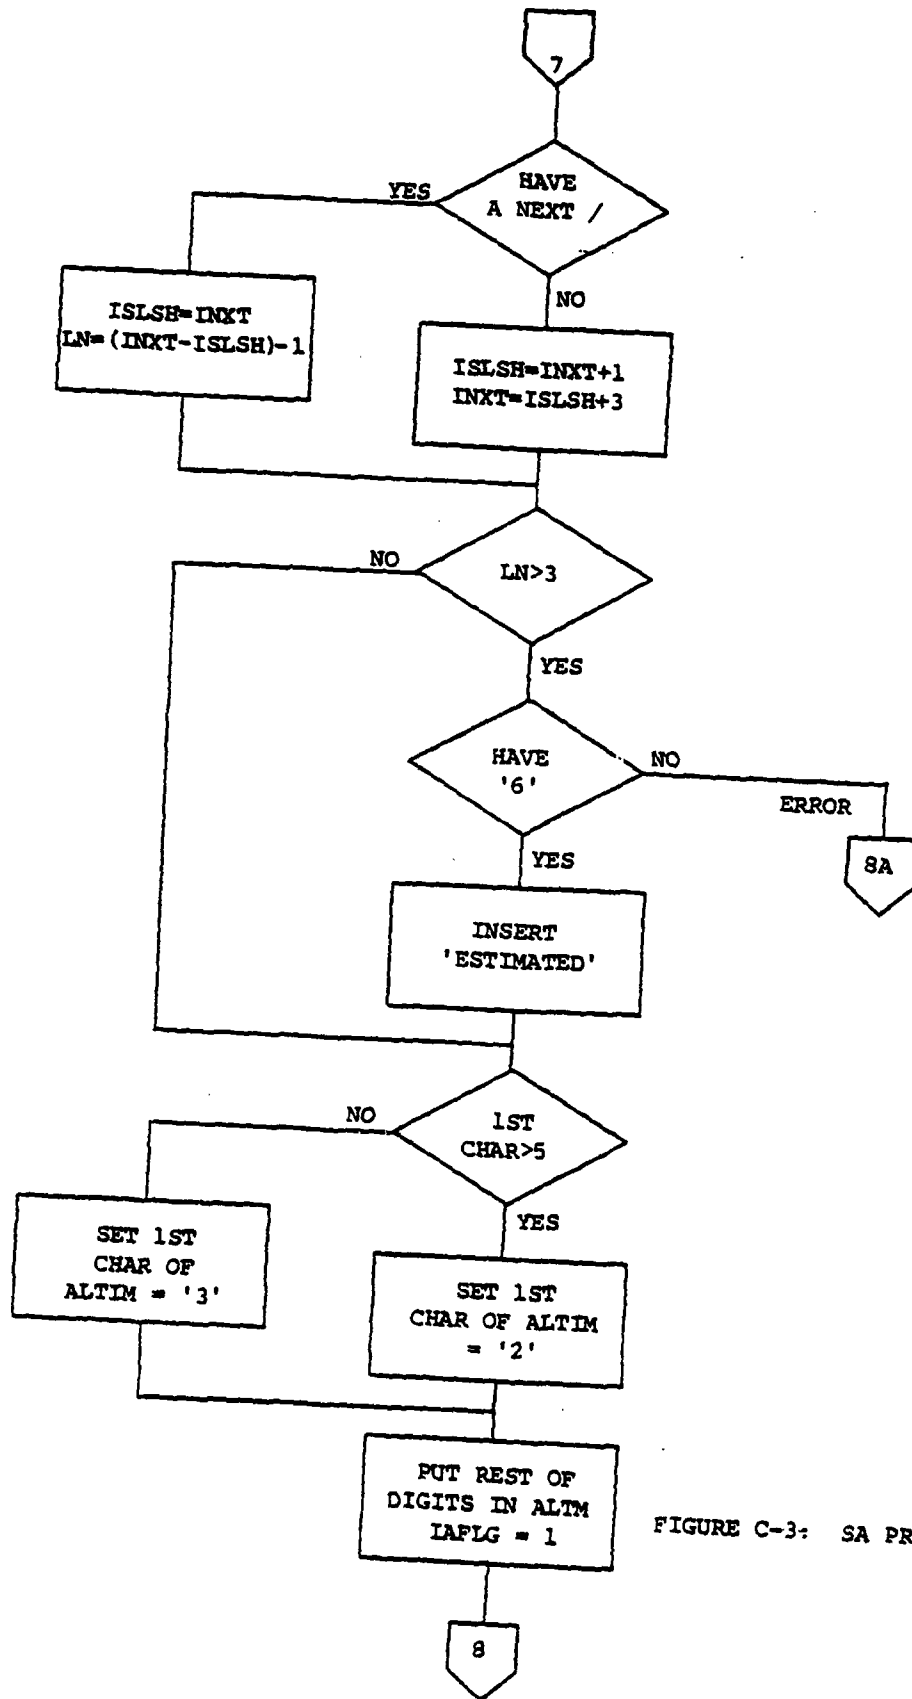 7
HAVE
A NEXT /
YES
NO
ISLSH=INXT
LN=(INXT-ISLSH)-1
ISLSH=INXT+1
INXT=ISLSH+3
LN>3
NO
YES
HAVE
'6'
NO
ERROR
8A
YES
INSERT
'ESTIMATED'
1ST
CHAR>5
NO
YES
SET 1ST
CHAR OF
ALTIM = '3'
SET 1ST
CHAR OF ALTIM
= '2'
PUT REST OF
DIGITS IN ALTM
IAFLG = 1
FIGURE C-3: SA PR
8